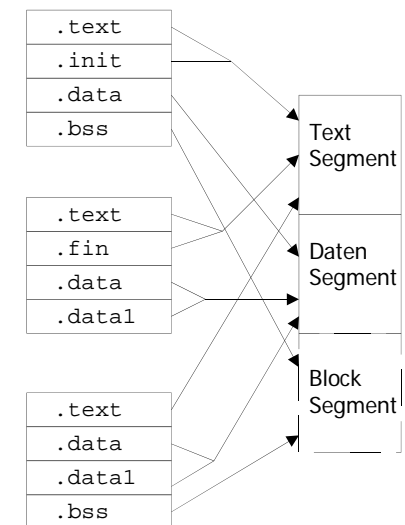 .text
.init
.data
.bss
.text
.fin
.data
.data1
.text
.data
.data1
.bss
Text
Segment
Daten
Segment
Block
Segment